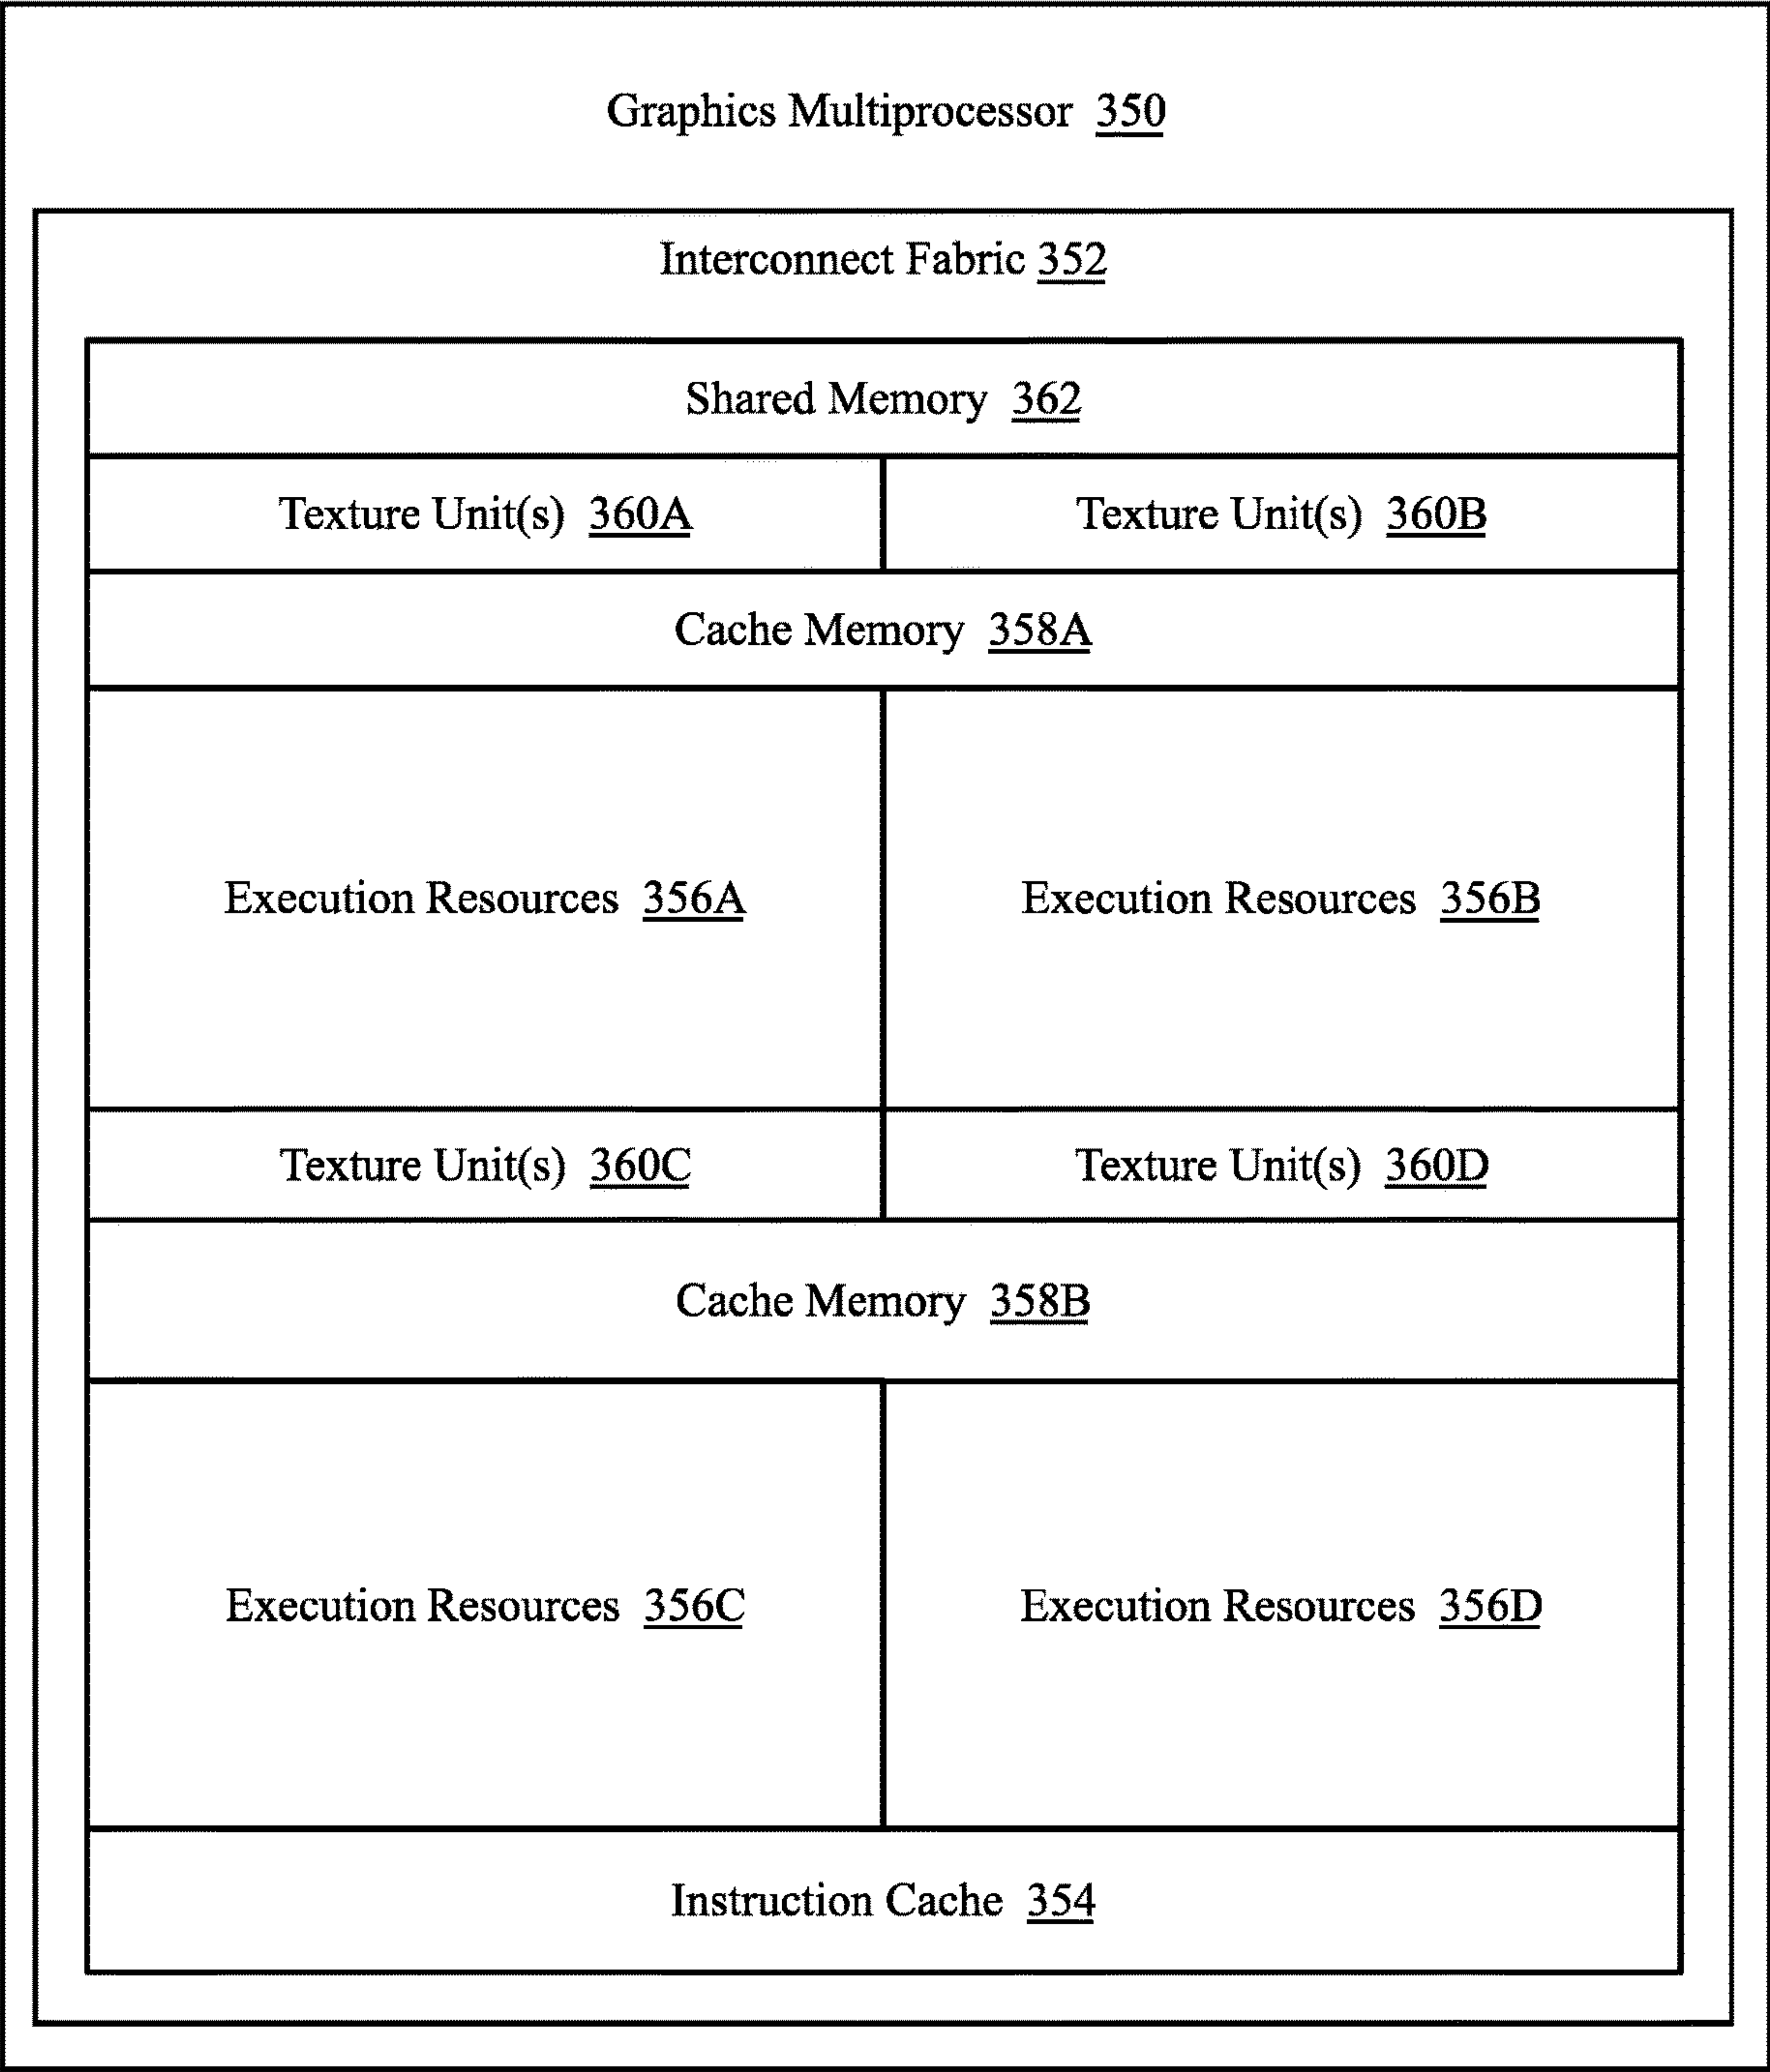 Graphics Multiprocessor 350
Interconnect Fabric 352
Shared Memory 362
Texture Unit(s) 360A
Texture Unit(s) 360B
Cache Memory 358A
Execution Resources 356A
Execution Resources 356B
Texture Unit(s) 360C
Texture Unit(s) 360D
Cache Memory 358B
Execution Resources 356C
Execution Resources 356D
Instruction Cache 354